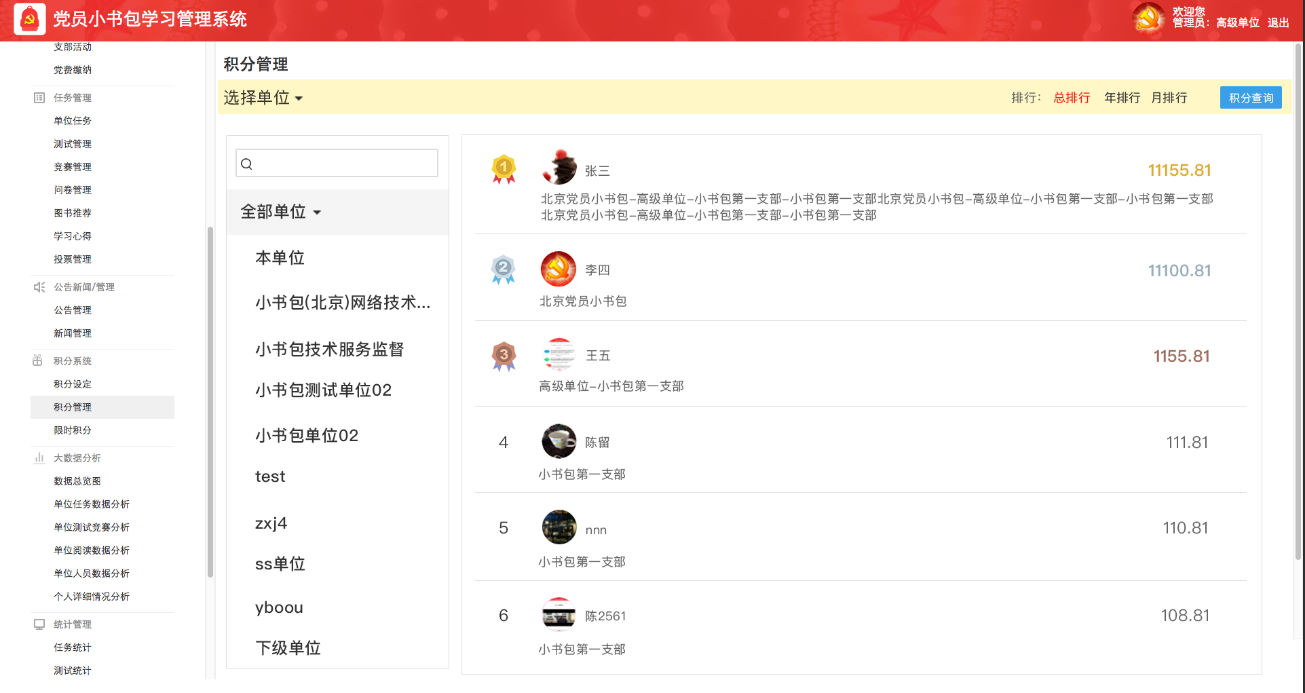 党员小书包学习管理系统
欢迎您
管理员：高级单位 退出
支部活动
党费缴纳
任务管理
单位任务
测试管理
竞赛管理
问卷管理
图书推荐
学习心得
投票管理
公告新闻/管理
公告管理
新闻管理
积分系统
积分设定
积分管理
限时积分
大数据分析
数据总览图
单位任务数据分析
单位测试竞赛分析
单位阅读数据分析
单位人员数据分析
个人详细情况分析
统计管理
任务统计
测试统计
积分管理
选择单位
排行： 总排行 年排行 月排行 积分查询
全部单位
本单位
小书包(北京)网络技术...
小书包技术服务监督
小书包测试单位02
小书包单位02
test
zxj4
ss单位
yboou
下级单位
1 张三 11155.81
北京党员小书包-高级单位-小书包第一支部-小书包第一支部北京党员小书包-高级单位-小书包第一支部-小书包第一支部
北京党员小书包-高级单位-小书包第一支部-小书包第一支部
2 李四 11100.81
北京党员小书包
3 王五 1155.81
高级单位-小书包第一支部
4 陈留 111.81
小书包第一支部
5 nnn 110.81
小书包第一支部
6 陈2561 108.81
小书包第一支部